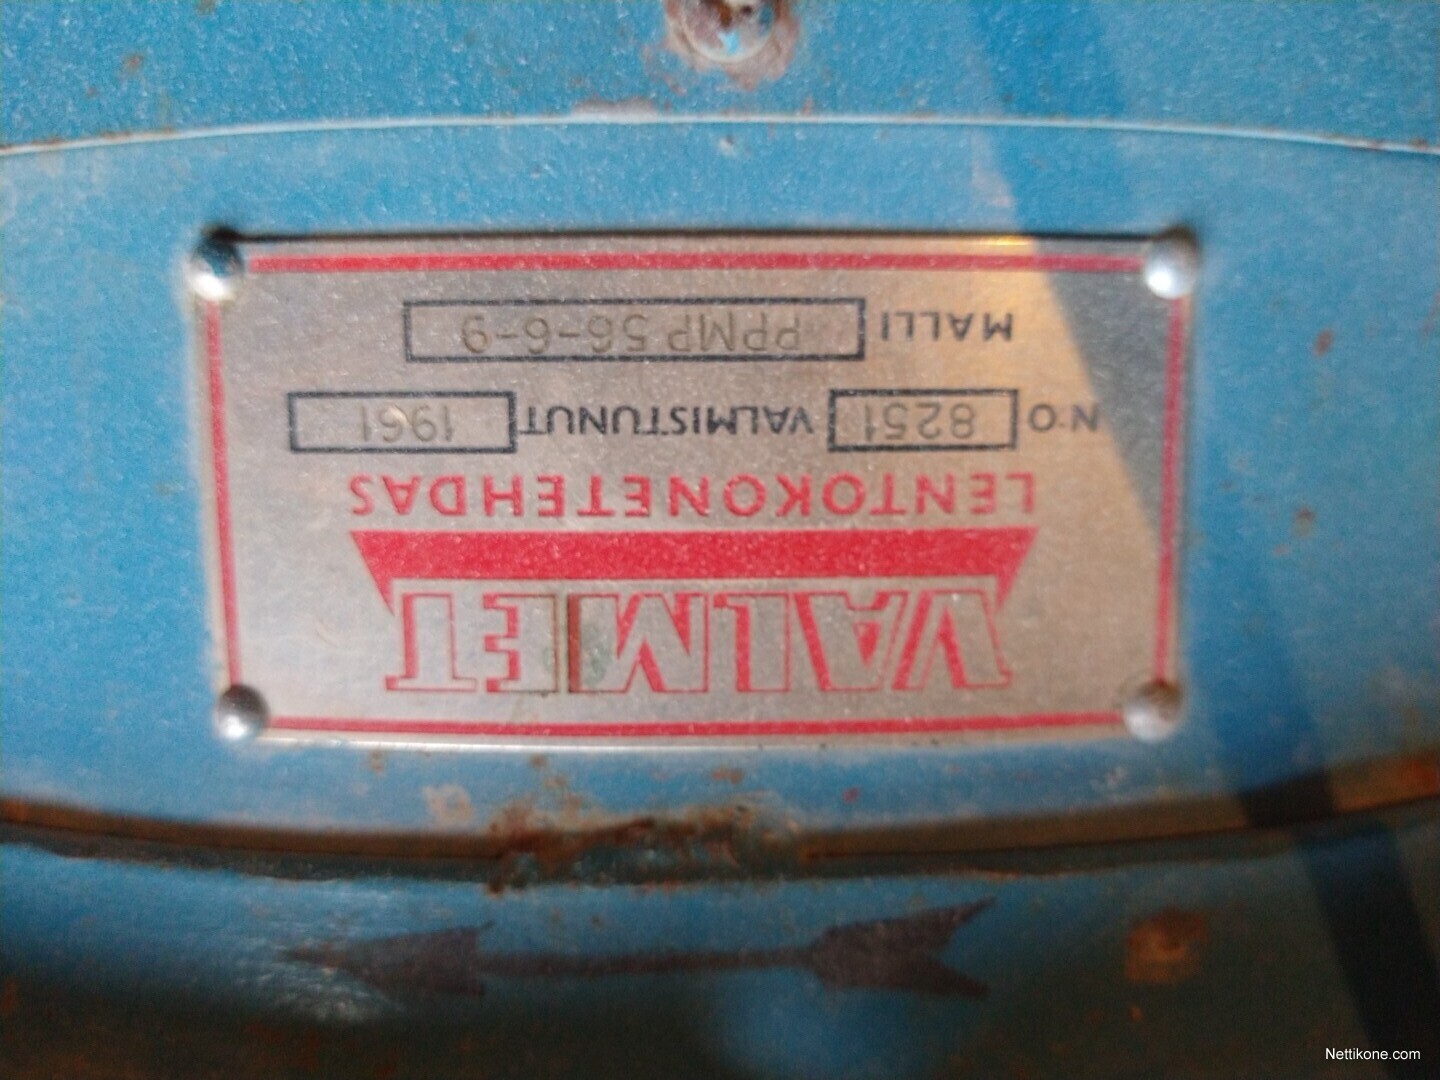 VALMET
LENTOKONETEHDAS
N:O 8251 VALMISTUNUT 1961
MALLI PPMP 56-6-9
Nettikone.com